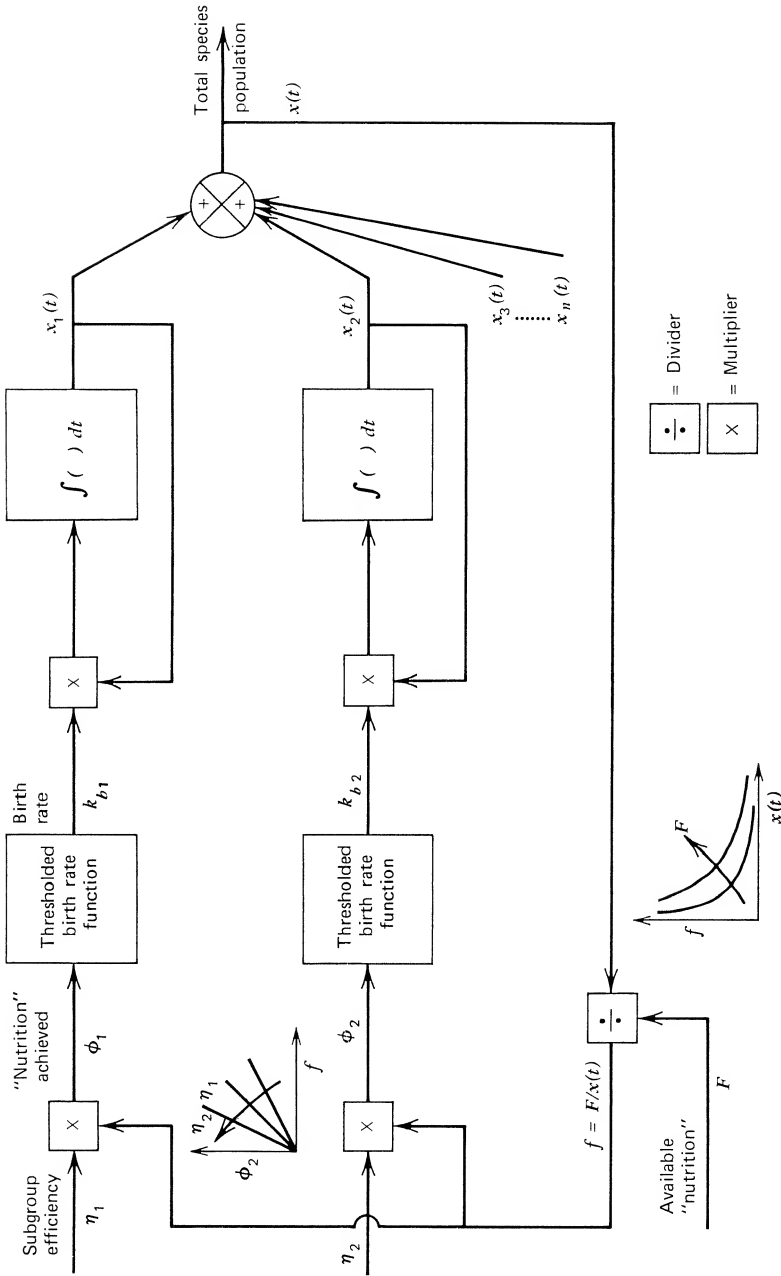 Subgroup
efficiency
η₁
"Nutrition"
achieved
ϕ₁
X
Thresholded
birth rate
function
Birth
rate
k_b1
X
∫( ) dt
x₁(t)
+
+
Total species
population
x(t)
ϕ₂
η₂
η₁
f
η₂
X
ϕ₂
Thresholded
birth rate
function
k_b2
X
∫( ) dt
x₂(t)
x₃(t)
........
xₙ(t)
f = F/x(t)
÷
Available
"nutrition"
F
f
F
x(t)
÷ = Divider
X = Multiplier